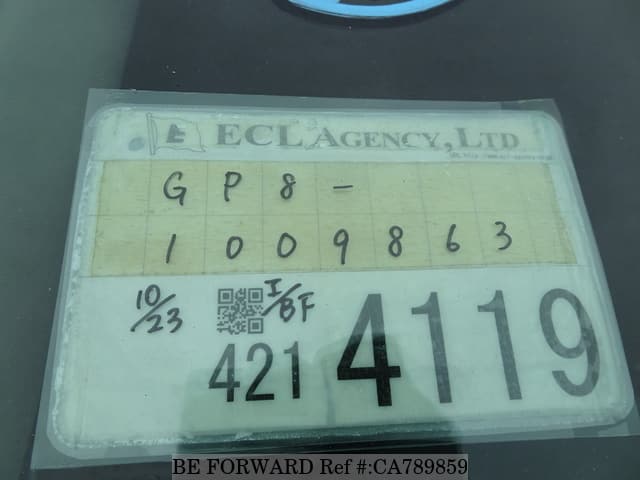 E ECL AGENCY, LTD
GP8-
1009863
10/23 I/BF
421 4119
BE FORWARD Ref #:CA789859